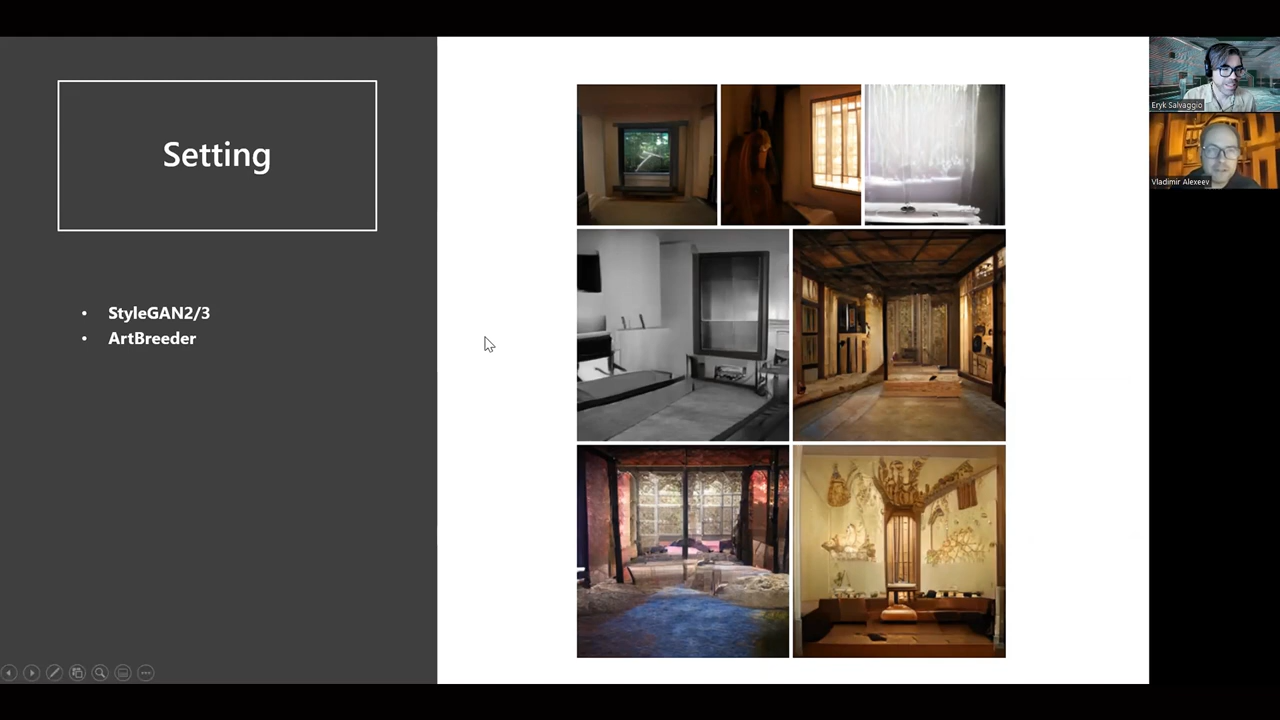 Setting
• StyleGAN2/3
• ArtBreeder
Eryk Salvaggio
Vladimir Alexeev